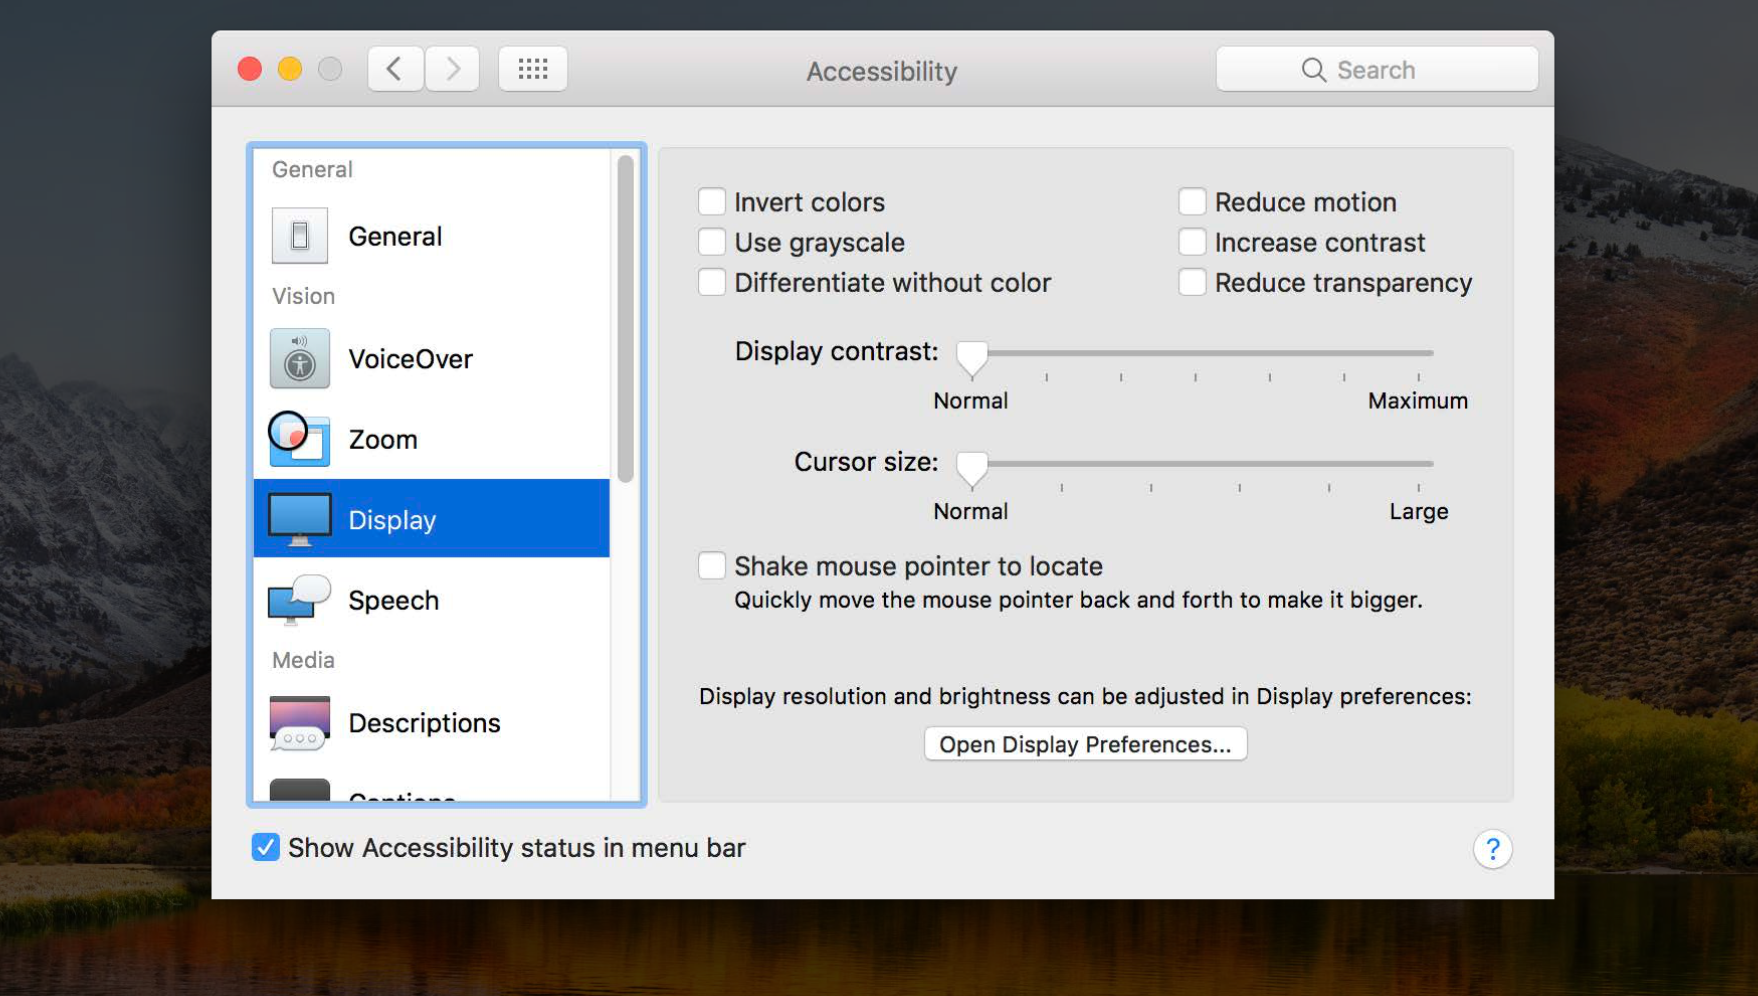 Accessibility
Search
General
General
Vision
VoiceOver
Zoom
Display
Speech
Media
Descriptions
Captions
Invert colors
Use grayscale
Differentiate without color
Reduce motion
Increase contrast
Reduce transparency
Display contrast:
Normal
Maximum
Cursor size:
Normal
Large
Shake mouse pointer to locate
Quickly move the mouse pointer back and forth to make it bigger.
Display resolution and brightness can be adjusted in Display preferences:
Open Display Preferences...
Show Accessibility status in menu bar
?